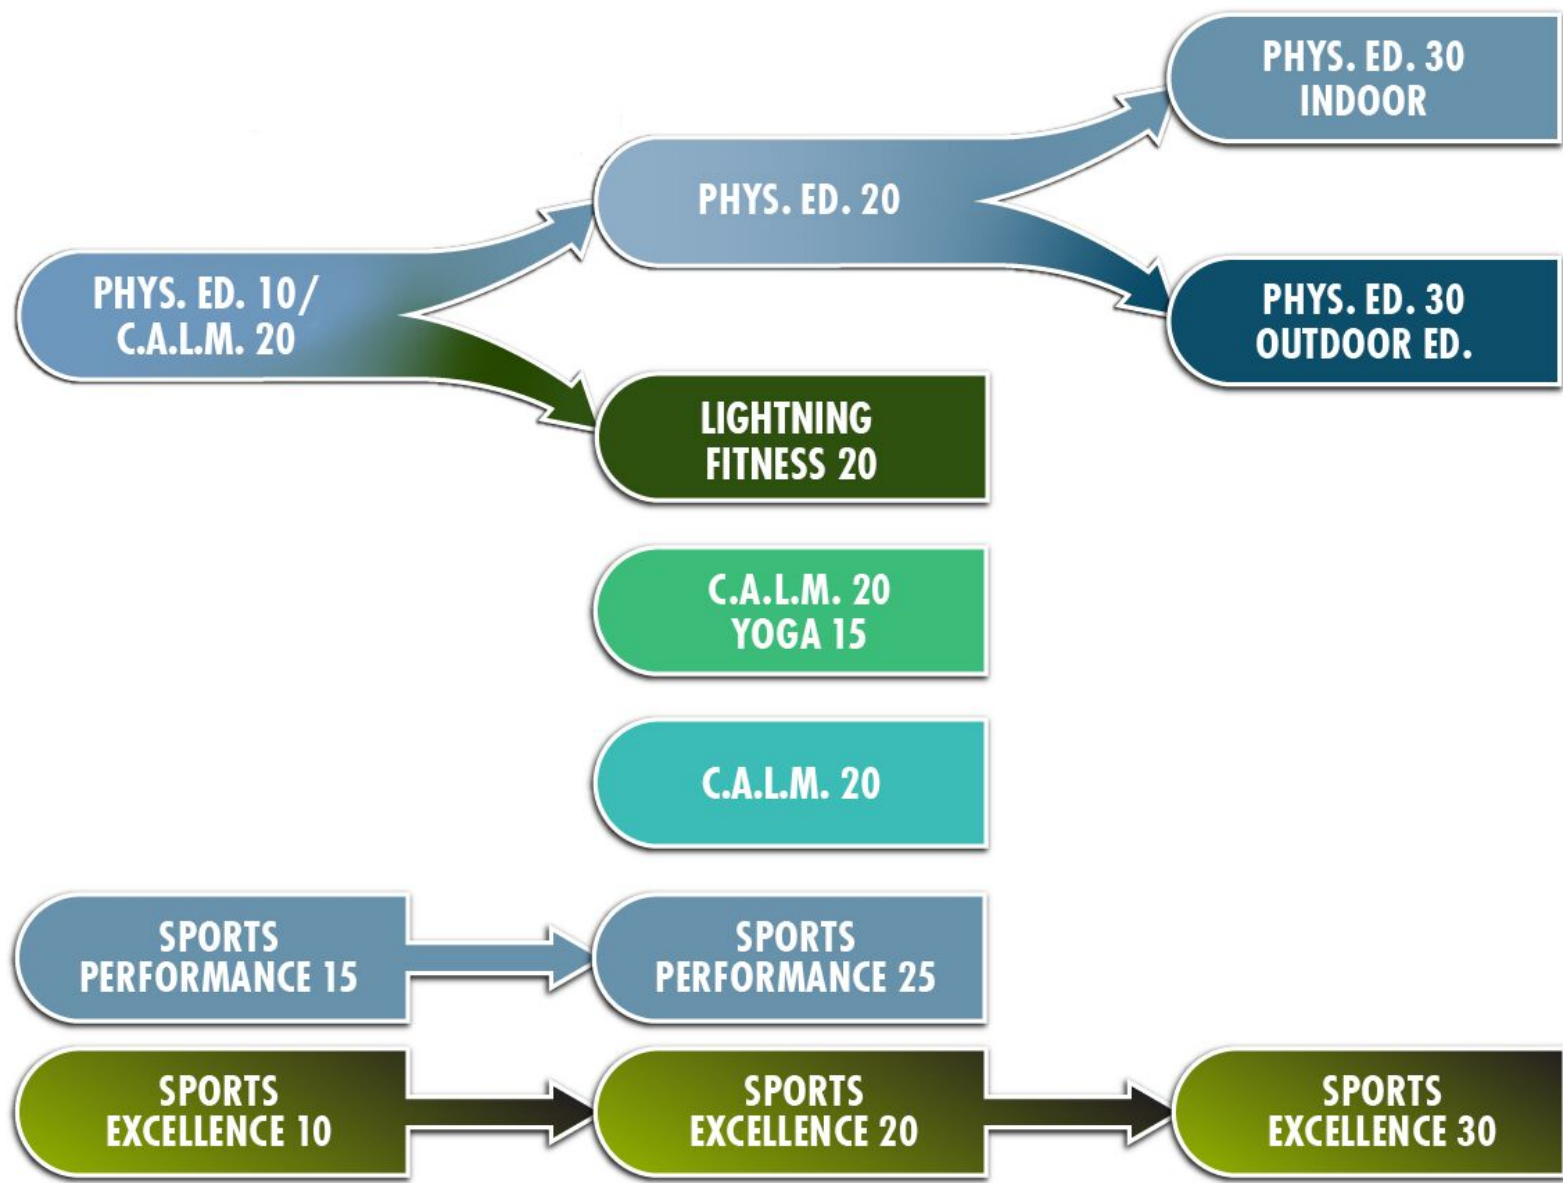 PHYS. ED. 10/
C.A.L.M. 20
PHYS. ED. 20
PHYS. ED. 30
INDOOR
PHYS. ED. 30
OUTDOOR ED.
LIGHTNING
FITNESS 20
C.A.L.M. 20
YOGA 15
C.A.L.M. 20
SPORTS
PERFORMANCE 15
SPORTS
PERFORMANCE 25
SPORTS
EXCELLENCE 10
SPORTS
EXCELLENCE 20
SPORTS
EXCELLENCE 30